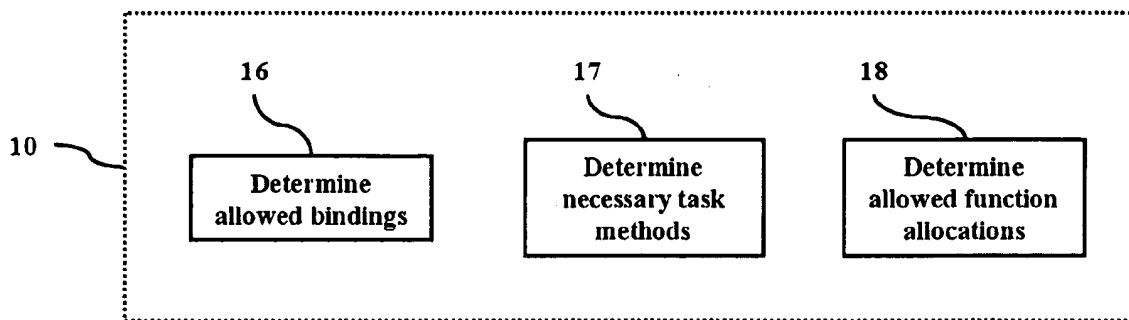 16
17
18
10
Determine
allowed bindings
Determine
necessary task
methods
Determine
allowed function
allocations